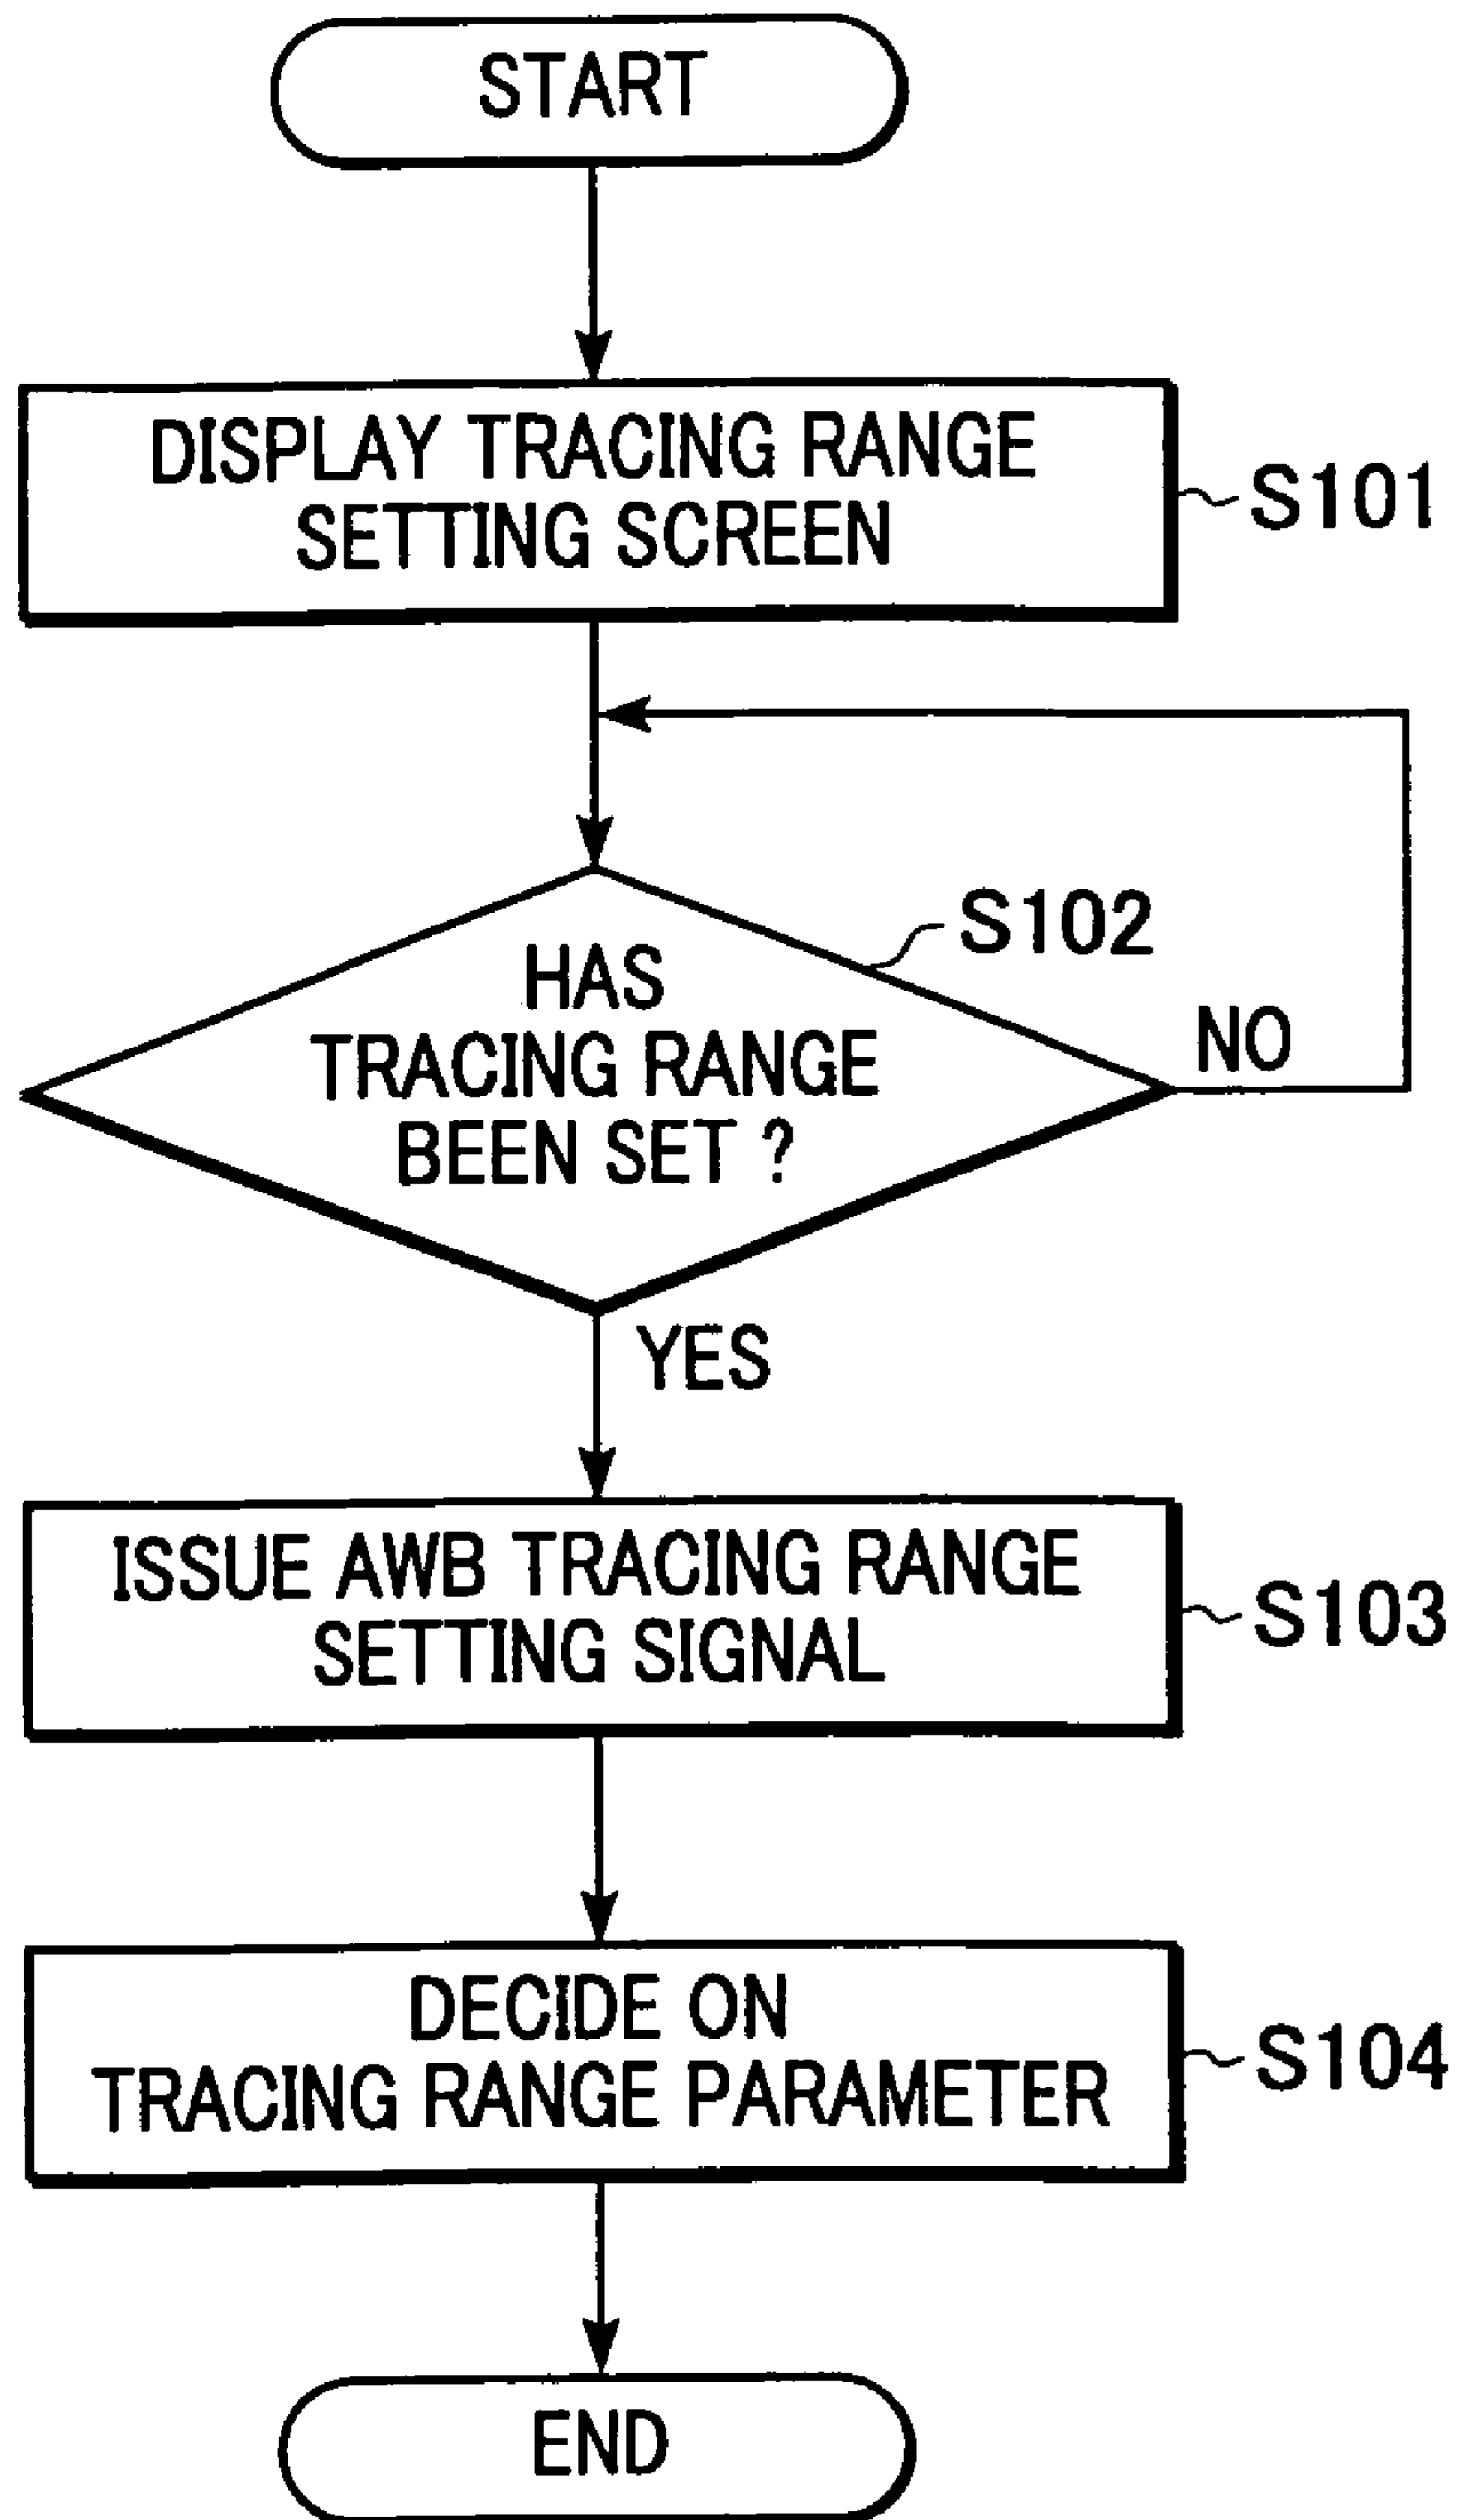 START
DISPLAY TRACING RANGE
SETTING SCREEN
S101
S102
HAS
TRACING RANGE
BEEN SET ?
NO
YES
ISSUE AWB TRACING RANGE
SETTING SIGNAL
S103
DECIDE ON
TRACING RANGE PARAMETER
S104
END